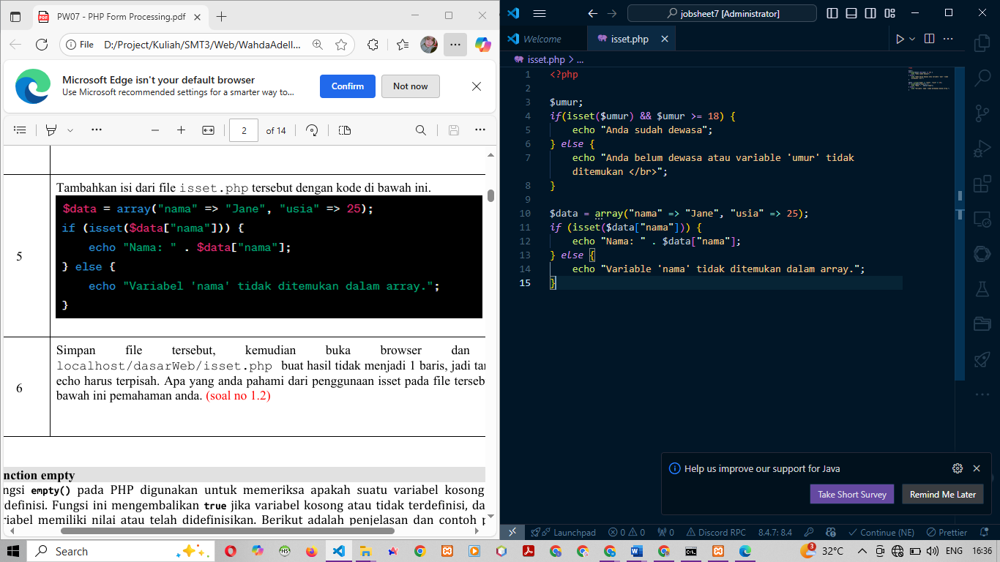 PW07 - PHP Form Processing.pdf
File
D:/Project/Kuliah/SMT3/Web/WahdaAdell...
Microsoft Edge isn't your default browser
Use Microsoft recommended settings for a smarter way to...
Confirm
Not now
2
of 14
Tambahkan isi dari file isset.php tersebut dengan kode di bawah ini.
$data = array("nama" => "Jane", "usia" => 25);
if (isset($data["nama"])) {
echo "Nama: " . $data["nama"];
} else {
echo "Variabel 'nama' tidak ditemukan dalam array.";
}
5
Simpan file tersebut, kemudian buka browser dan
localhost/dasarWeb/isset.php buat hasil tidak menjadi 1 baris, jadi tar
echo harus terpisah. Apa yang anda pahami dari penggunaan isset pada file terseb
bawah ini pemahaman anda. (soal no 1.2)
6
nction empty
ngsi empty() pada PHP digunakan untuk memeriksa apakah suatu variabel kosong
definisi. Fungsi ini mengembalikan true jika variabel kosong atau tidak terdefinisi, da
riabel memiliki nilai atau telah didefinisikan. Berikut adalah penjelasan dan contoh p
jobsheet7 [Administrator]
Welcome
isset.php
isset.php > ...
1 <?php
2
3 $umur;
4 if(isset($umur) && $umur >= 18) {
5 echo "Anda sudah dewasa";
6 } else {
7 echo "Anda belum dewasa atau variable 'umur' tidak
ditemukan </br>";
8 }
9
10 $data = array("nama" => "Jane", "usia" => 25);
11 if (isset($data["nama"])) {
12 echo "Nama: " . $data["nama"];
13 } else {
14 echo "Variable 'nama' tidak ditemukan dalam array.";
15 }
Help us improve our support for Java
Take Short Survey
Remind Me Later
Launchpad
0
0
0
Discord RPC
8.4.7: 8.4
Continue (NE)
Prettier
Search
HS
3
32°C
ENG
16:36